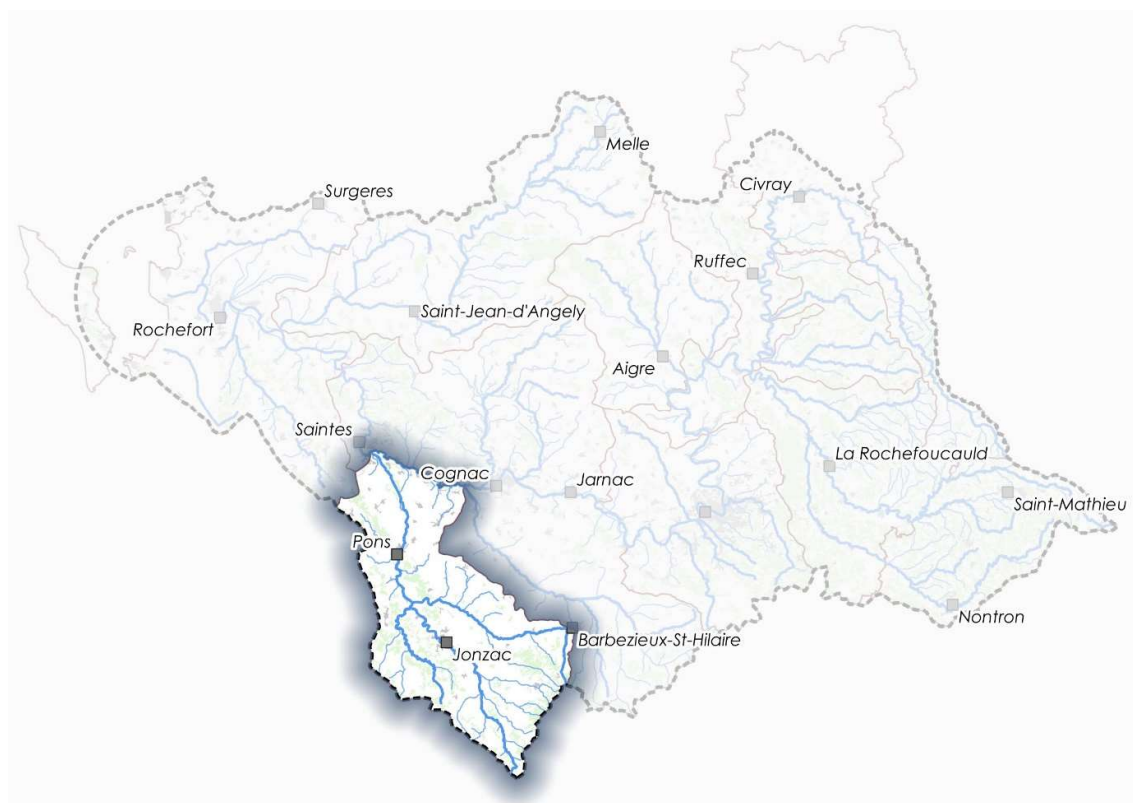 Melle
Civray
Surgeres
Ruffec
Saint-Jean-d'Angely
Rochefort
Aigre
Saintes
La Rochefoucauld
Cognac
Jarnac
Saint-Mathieu
Pons
Nontron
Barbezieux-St-Hilaire
Jonzac